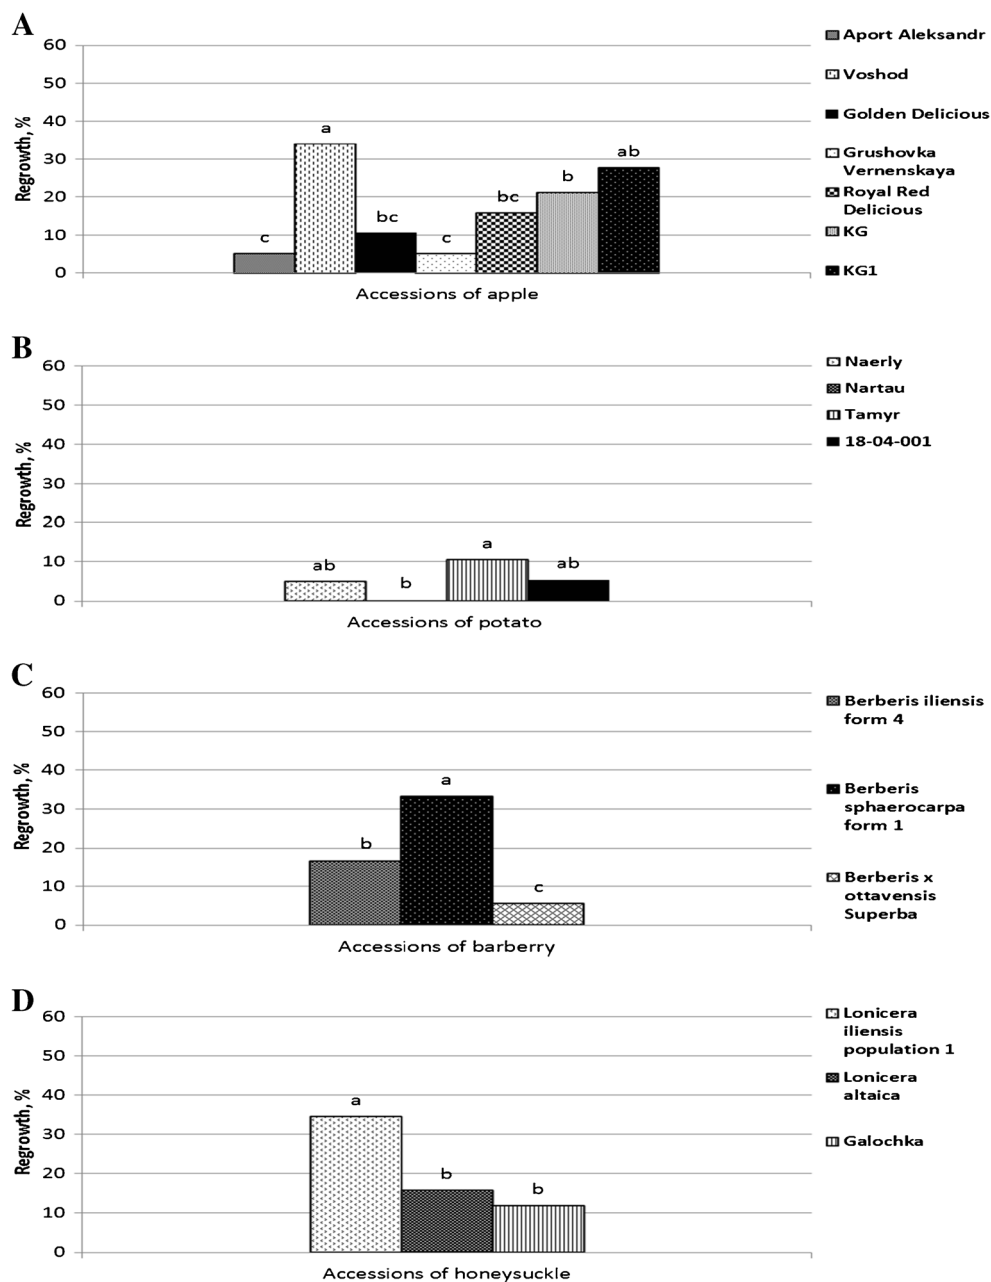 A
Regrowth, %
60
50
40
30
20
10
0
c
a
bc
c
bc
b
ab
Accessions of apple
Aport Aleksandr
Voshod
Golden Delicious
Grushovka
Vernenskaya
Royal Red
Delicious
KG
KG1
B
Regrowth, %
60
50
40
30
20
10
0
ab
b
a
ab
Accessions of potato
Naerly
Nartau
Tamyr
18-04-001
C
Regrowth, %
60
50
40
30
20
10
0
b
a
c
Accessions of barberry
Berberis iliensis
form 4
Berberis
sphaerocarpa
form 1
Berberis x
ottavensis
Superba
D
Regrowth, %
60
50
40
30
20
10
0
a
b
b
Accessions of honeysuckle
Lonicera
iliensis
population 1
Lonicera
altaica
Galochka